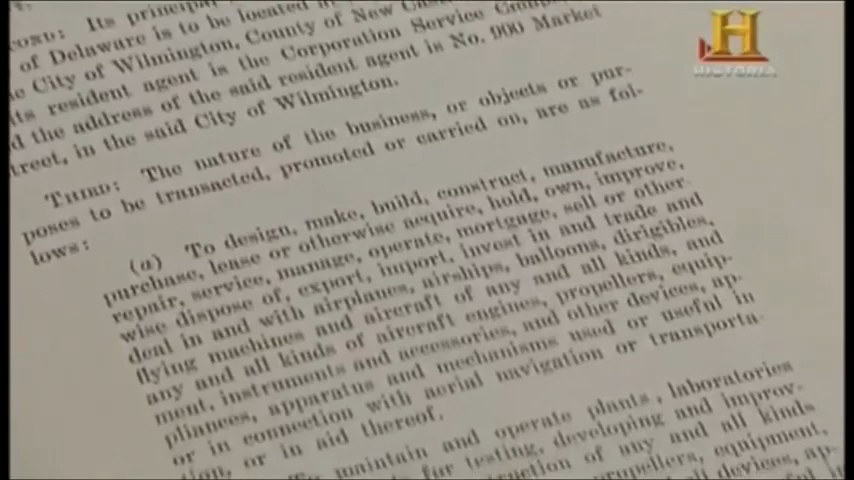 COND: Its principal
of Delaware is to be located
City of Wilmington, County of New
its resident agent is the Corporation Service
d the address of the said resident agent is No. 900 Market
treet, in the said City of Wilmington.
THIRD: The nature of the business, or objects or pur-
poses to be transacted, promoted or carried on, are as fol-
lows:
(a) To design, make, build, construct, manufacture,
purchase, lease or otherwise acquire, hold, own, improve,
repair, service, manage, operate, mortgage, sell or other-
wise dispose of, export, import, invest in and trade and
deal in and with airplanes, airships, balloons, dirigibles,
flying machines and aircraft of any and all kinds, and
any and all kinds of aircraft engines, propellers, equip-
ment, instruments and accessories, and other devices, ap-
pliances, apparatus and mechanisms used or useful in
or in connection with aerial navigation or transporta-
tion, or in aid thereof.
To maintain and operate plants, laboratories
for testing, developing and improv-
of any and all kinds
propellers, equipment,
devices, ap-
H
HISTORIA